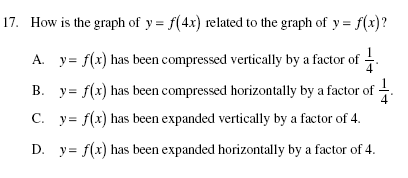 17. How is the graph of y = f(4x) related to the graph of y = f(x)?
A. y = f(x) has been compressed vertically by a factor of 1/4.
B. y = f(x) has been compressed horizontally by a factor of 1/4.
C. y = f(x) has been expanded vertically by a factor of 4.
D. y = f(x) has been expanded horizontally by a factor of 4.